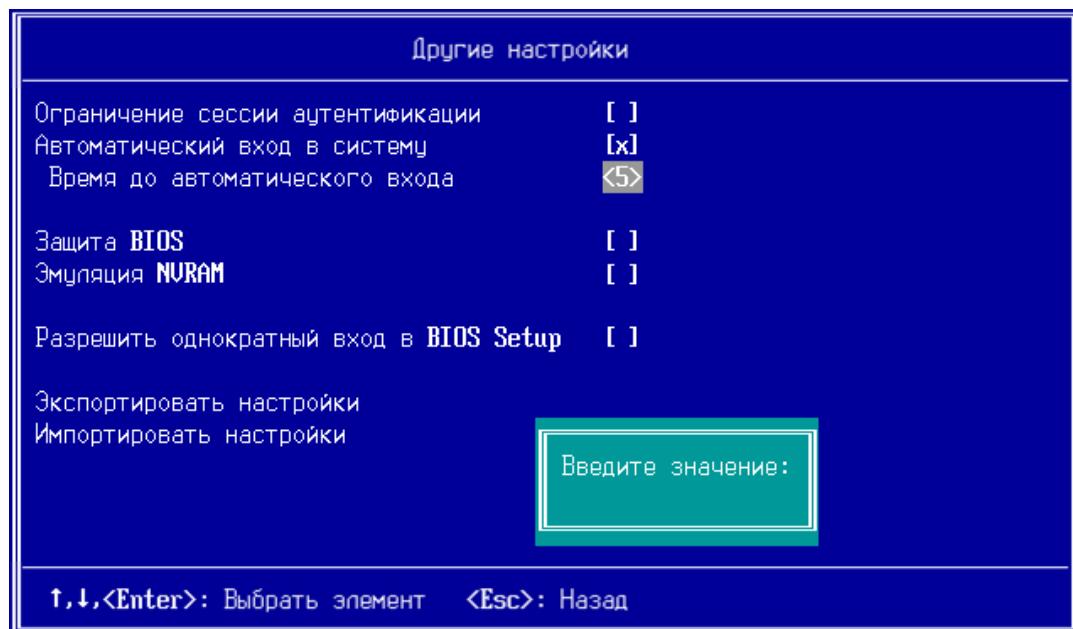 Другие настройки
Ограничение сессии аутентификации [ ]
Автоматический вход в систему [x]
Время до автоматического входа <5>
Защита BIOS [ ]
Эмуляция NVRAM [ ]
Разрешить однократный вход в BIOS Setup [ ]
Экспортировать настройки
Импортировать настройки
Введите значение:
↑,↓,<Enter>: Выбрать элемент <Esc>: Назад